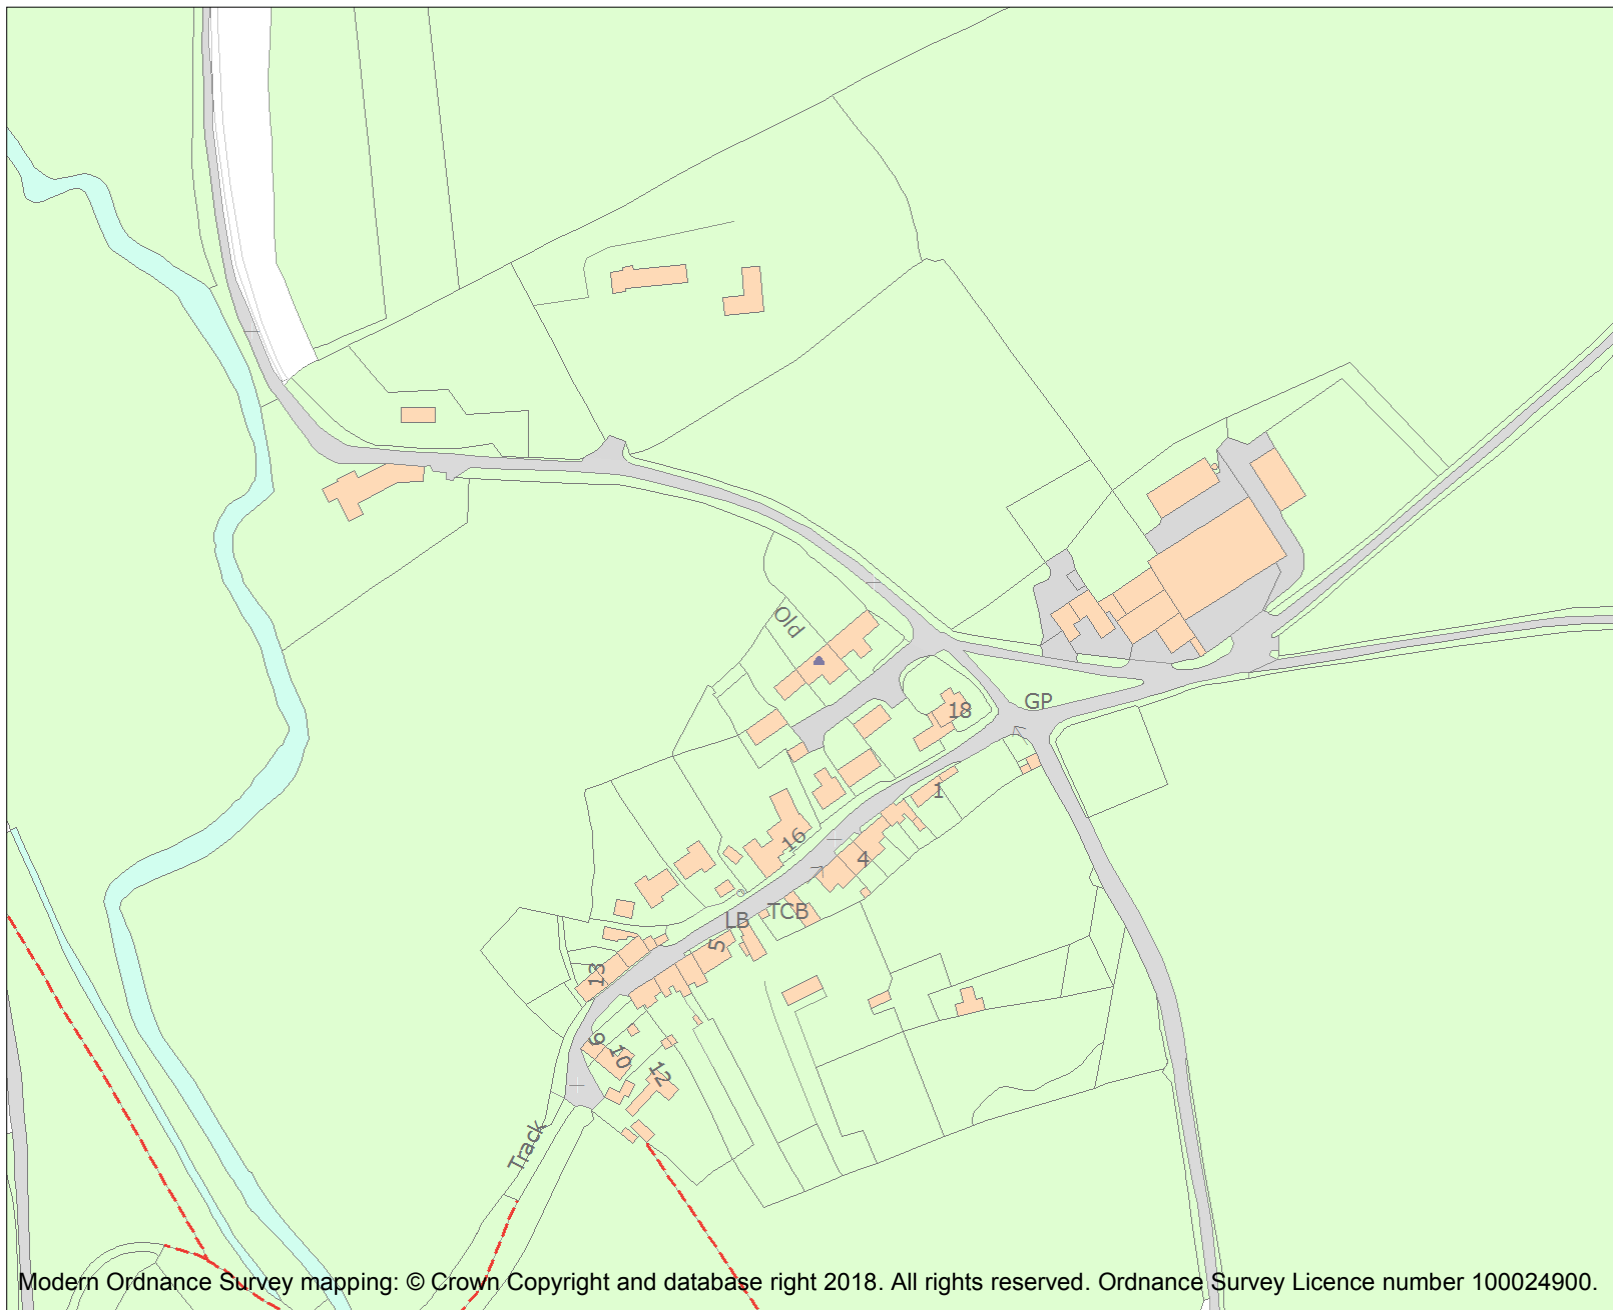 Old
18
GP
1
16
4
TCB
LB
5
13
9
10
12
Track
Modern Ordnance Survey mapping: © Crown Copyright and database right 2018. All rights reserved. Ordnance Survey Licence number 100024900.